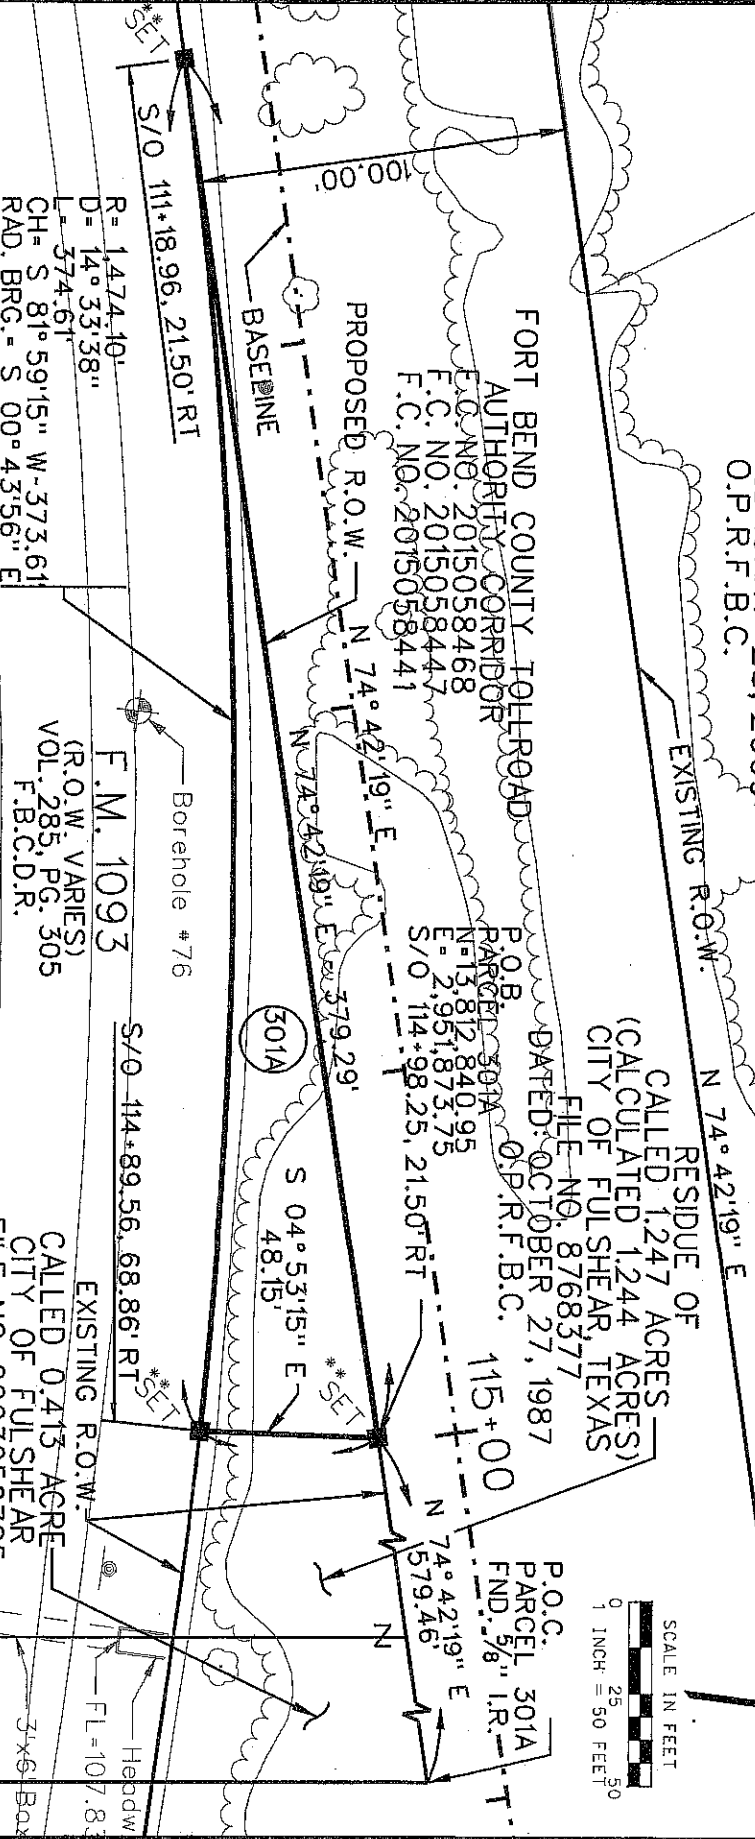 O.P.R.F.B.C.
EXISTING R.O.W.
N 74°42'19" E
SCALE IN FEET
0 25 50
1 INCH = 50 FEET
RESIDUE OF
CALLED 1.247 ACRES
(CALCULATED 1.244 ACRES)
CITY OF FULSHEAR, TEXAS
FILE NO. 8768377
DATED: OCTOBER 27, 1987
O.P.R.F.B.C.
FORT BEND COUNTY TOLLROAD
AUTHORITY CORRIDOR
F.C. NO. 2015058468
F.C. NO. 2015058447
F.C. NO. 2015058441
100.00'
P.O.B.
PARCEL 301A
N=13,812,840.95
E= 2,951,873.75
S/O 114+98.25, 21.50' RT
115+00
P.O.C.
PARCEL 301A
FND. 5/8" I.R.
N 74°42'19" E
579.46'
PROPOSED R.O.W.
N 74°42'19" E
N 74°42'19" E - 379.29'
BASELINE
**SET
S/O 111+18.96, 21.50' RT
R= 1,474.10'
D= 14°33'38"
L= 374.61'
CH= S 81°59'15" W-373.61'
RAD. BRG.= S 00°43'56" E
Borehole #76
F.M. 1093
(R.O.W. VARIES)
VOL. 285, PG. 305
F.B.C.D.R.
301A
S 04°53'15" E
48.15'
**SET
**SET
S/O 114+89.56, 68.86' RT
EXISTING R.O.W.
CALLED 0.413 ACRE
CITY OF FULSHEAR
N
Headw
FL=107.83
3'x6' Box